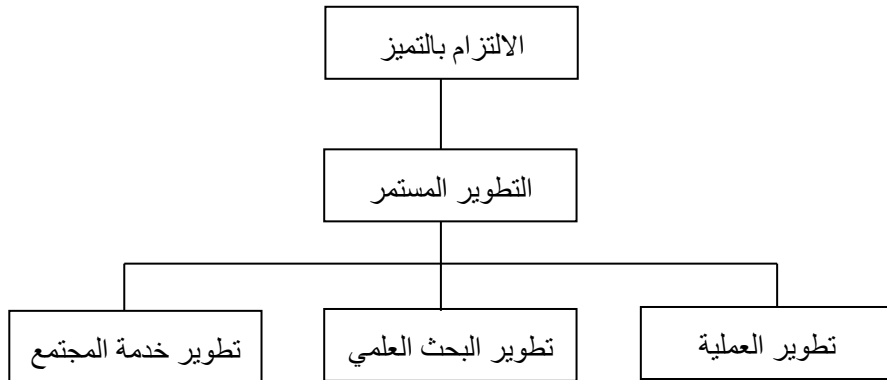 الالتزام بالتميز
التطوير المستمر
تطوير العملية
تطوير البحث العلمي
تطوير خدمة المجتمع